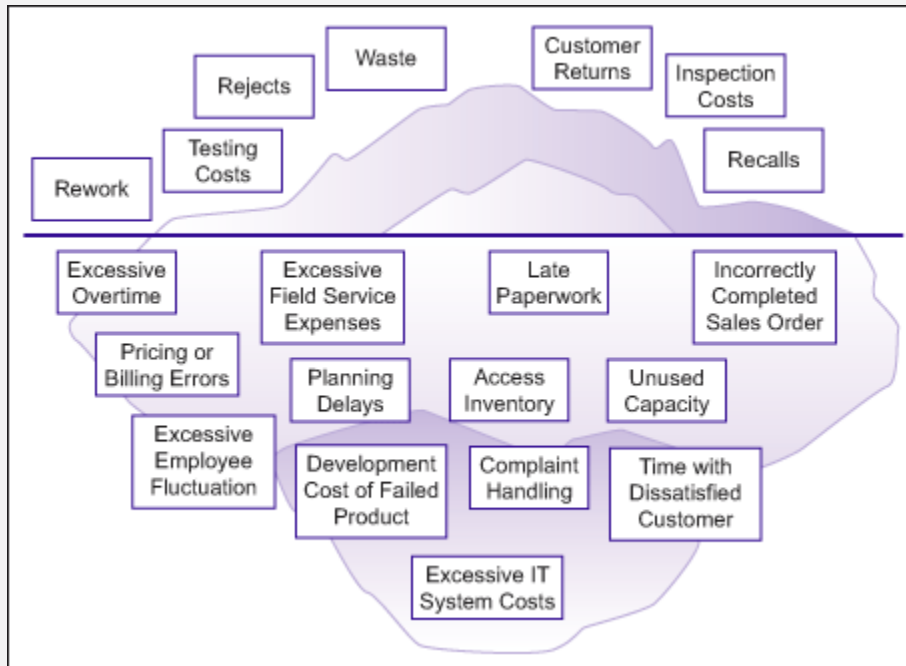 Waste
Customer
Returns
Rejects
Inspection
Costs
Testing
Costs
Recalls
Rework
Excessive
Overtime
Excessive
Field Service
Expenses
Late
Paperwork
Incorrectly
Completed
Sales Order
Pricing or
Billing Errors
Planning
Delays
Access
Inventory
Unused
Capacity
Excessive
Employee
Fluctuation
Development
Cost of Failed
Product
Complaint
Handling
Time with
Dissatisfied
Customer
Excessive IT
System Costs